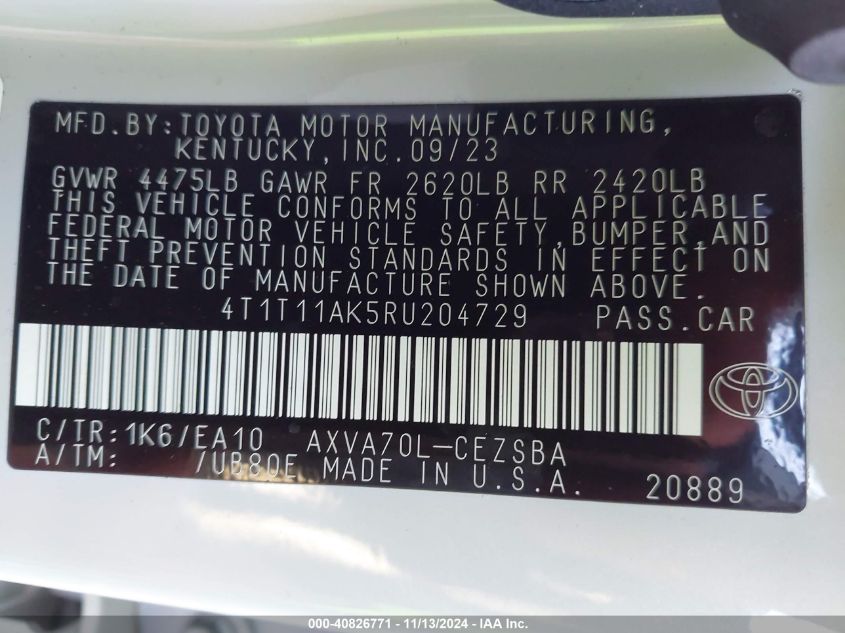 MFD.BY:TOYOTA MOTOR MANUFACTURING,
KENTUCKY,INC.09/23
GVWR 4475LB GAWR FR 2620LB RR 2420LB
THIS VEHICLE CONFORMS TO ALL APPLICABLE
FEDERAL MOTOR VEHICLE SAFETY,BUMPER,AND
THEFT PREVENTION STANDARDS IN EFFECT ON
THE DATE OF MANUFACTURE SHOWN ABOVE.
4T1T11AK5RU204729 PASS.CAR
C/TR:1K6/EA10 AXVA70L-CEZSBA
A/TM: /UB80E MADE IN U.S.A. 20889
000-40826771 - 11/13/2024 - IAA Inc.